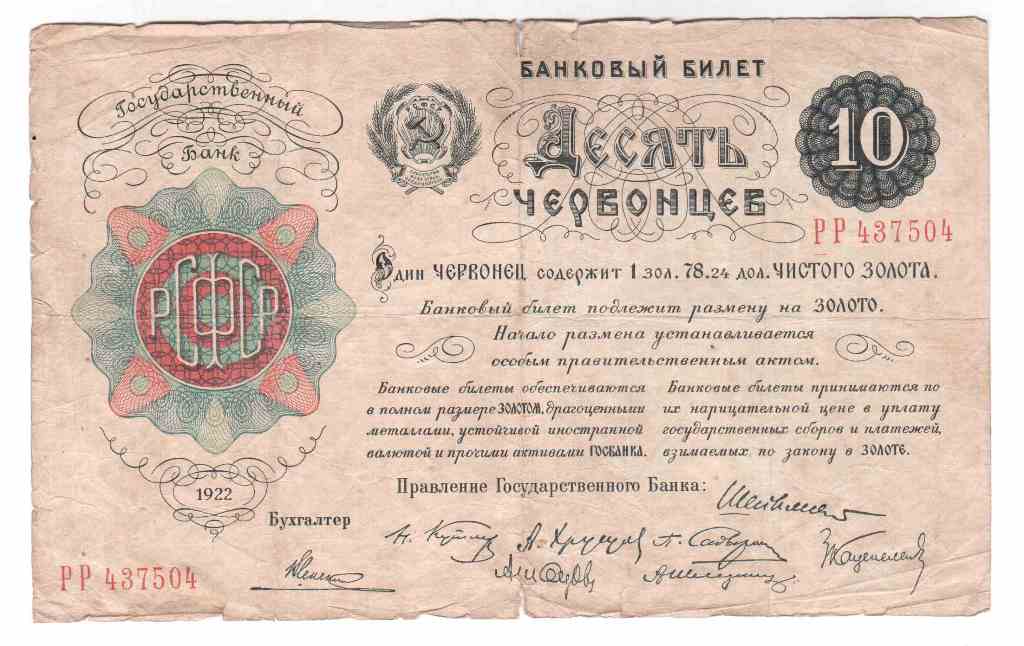 Государственный
Банк
РСФСР
БАНКОВЫЙ БИЛЕТ
Десять
ЧЕРВОНЦЕВ
10
РР 437504
Один ЧЕРВОНЕЦ содержит 1 зол. 78.24 дол. ЧИСТОГО ЗОЛОТА.
Банковый билет подлежит размену на ЗОЛОТО.
Начало размена устанавливается
особым правительственным актом.
Банковые билеты обеспечиваются
в полном размере ЗОЛОТОМ, драгоценными
металлами, устойчивой иностранной
валютой и прочими активами ГОСБАНКА.
Банковые билеты принимаются по
их нарицательной цене в уплату
государственных сборов и платежей,
взимаемых по закону в ЗОЛОТЕ.
1922
Правление Государственного Банка:
Бухгалтер
РР 437504